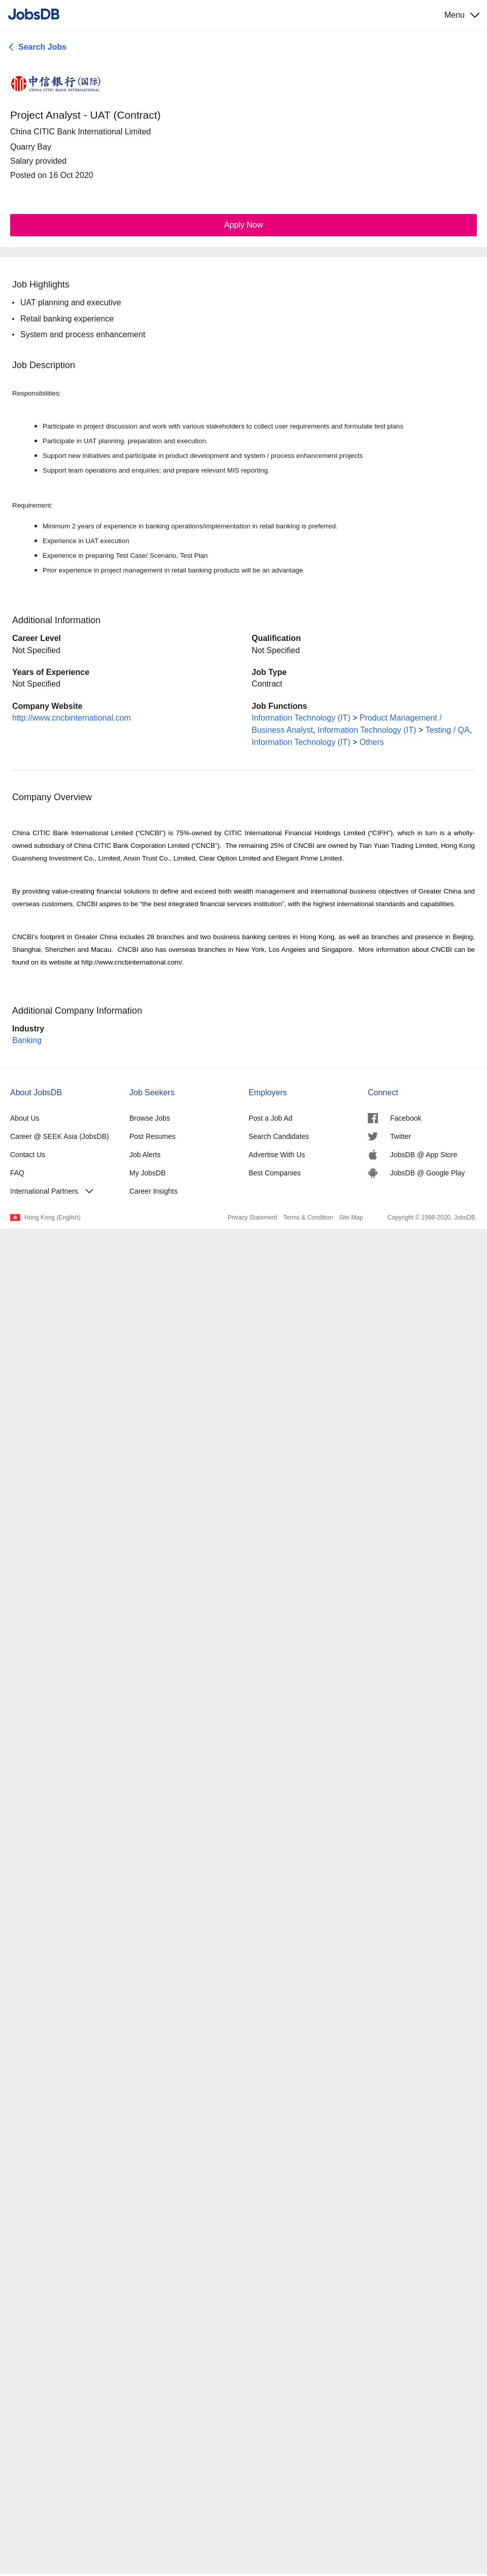 JobsDB
Menu
Search Jobs
中信银行(国际)
CHINA CITIC BANK INTERNATIONAL
Project Analyst - UAT (Contract)
China CITIC Bank International Limited
Quarry Bay
Salary provided
Posted on 16 Oct 2020
Apply Now
Job Highlights
• UAT planning and executive
• Retail banking experience
• System and process enhancement
Job Description
Responsibilities:
• Participate in project discussion and work with various stakeholders to collect user requirements and formulate test plans
• Participate in UAT planning, preparation and execution.
• Support new initiatives and participate in product development and system / process enhancement projects
• Support team operations and enquiries; and prepare relevant MIS reporting.
Requirement:
• Minimum 2 years of experience in banking operations/implementation in retail banking is preferred.
• Experience in UAT execution
• Experience in preparing Test Case/ Scenario, Test Plan
• Prior experience in project management in retail banking products will be an advantage
Additional Information
Career Level
Not Specified
Qualification
Not Specified
Years of Experience
Not Specified
Job Type
Contract
Company Website
http://www.cncbinternational.com
Job Functions
Information Technology (IT) > Product Management /
Business Analyst, Information Technology (IT) > Testing / QA,
Information Technology (IT) > Others
Company Overview
China CITIC Bank International Limited (“CNCBI”) is 75%-owned by CITIC International Financial Holdings Limited (“CIFH”), which in turn is a wholly-
owned subsidiary of China CITIC Bank Corporation Limited (“CNCB”). The remaining 25% of CNCBI are owned by Tian Yuan Trading Limited, Hong Kong
Guansheng Investment Co., Limited, Anxin Trust Co., Limited, Clear Option Limited and Elegant Prime Limited.
By providing value-creating financial solutions to define and exceed both wealth management and international business objectives of Greater China and
overseas customers, CNCBI aspires to be “the best integrated financial services institution”, with the highest international standards and capabilities.
CNCBI’s footprint in Greater China includes 28 branches and two business banking centres in Hong Kong, as well as branches and presence in Beijing,
Shanghai, Shenzhen and Macau. CNCBI also has overseas branches in New York, Los Angeles and Singapore. More information about CNCBI can be
found on its website at http://www.cncbinternational.com/.
Additional Company Information
Industry
Banking
About JobsDB
About Us
Career @ SEEK Asia (JobsDB)
Contact Us
FAQ
International Partners
Job Seekers
Browse Jobs
Post Resumes
Job Alerts
My JobsDB
Career Insights
Employers
Post a Job Ad
Search Candidates
Advertise With Us
Best Companies
Connect
Facebook
Twitter
JobsDB @ App Store
JobsDB @ Google Play
Hong Kong (English)
Privacy Statement Terms & Condition Site Map
Copyright © 1998-2020, JobsDB.